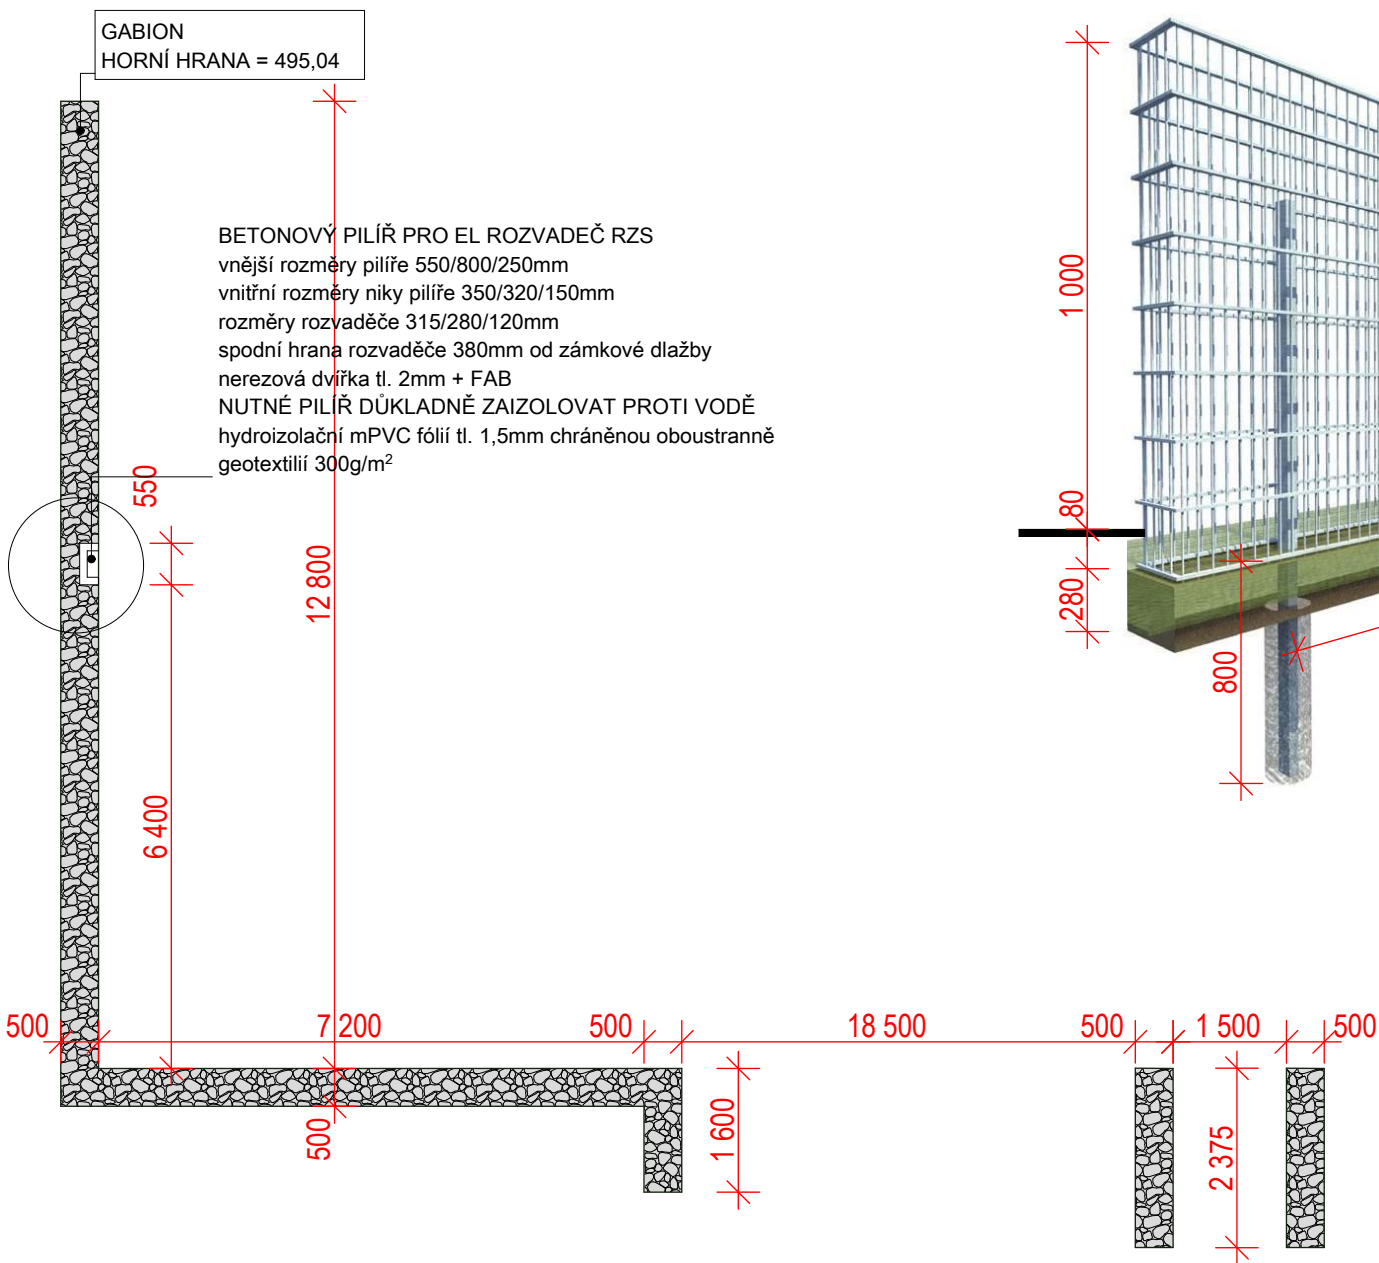 GABION
HORNÍ HRANA = 495,04
BETONOVÝ PILÍŘ PRO EL ROZVADEČ RZS
vnější rozměry pilíře 550/800/250mm
vnitřní rozměry niky pilíře 350/320/150mm
rozměry rozvaděče 315/280/120mm
spodní hrana rozvaděče 380mm od zámkové dlažby
nerezová dvířka tl. 2mm + FAB
NUTNÉ PILÍŘ DŮKLADNĚ ZAIZOLOVAT PROTI VODĚ
hydroizolační mPVC fólií tl. 1,5mm chráněnou oboustranně
geotextilií 300g/m²
550
12 800
6 400
1 000
80
280
800
500
7 200
500
18 500
500
1 500
500
500
1 600
2 375